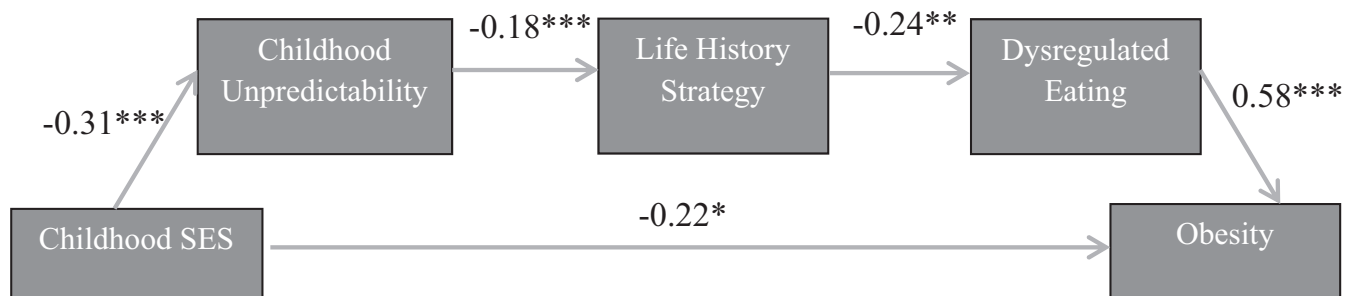 -0.18***
-0.24**
Childhood
Unpredictability
Life History
Strategy
Dysregulated
Eating
-0.31***
0.58***
-0.22*
Childhood SES
Obesity